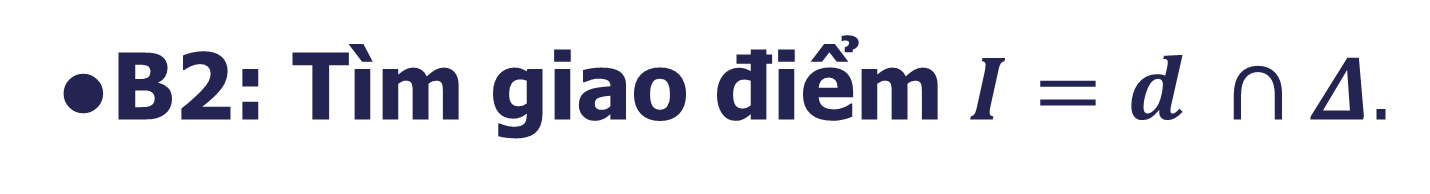 ●B2: Tìm giao điểm I = d ∩ Δ.